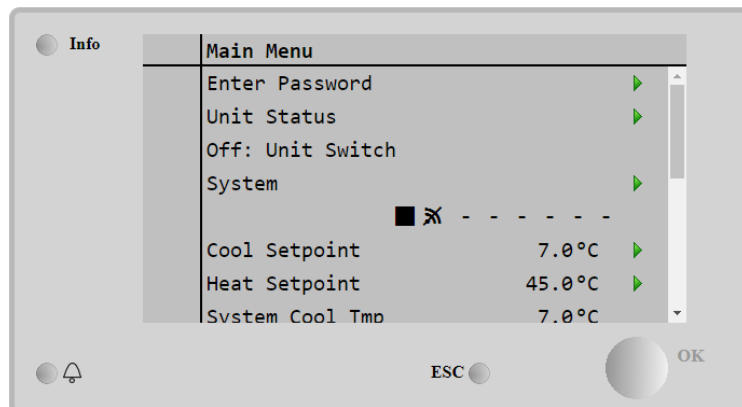 Info
Main Menu
Enter Password
Unit Status
Off: Unit Switch
System
- - - - - -
Cool Setpoint 7.0°C
Heat Setpoint 45.0°C
System Cool Tmp 7.0°C
ESC
OK